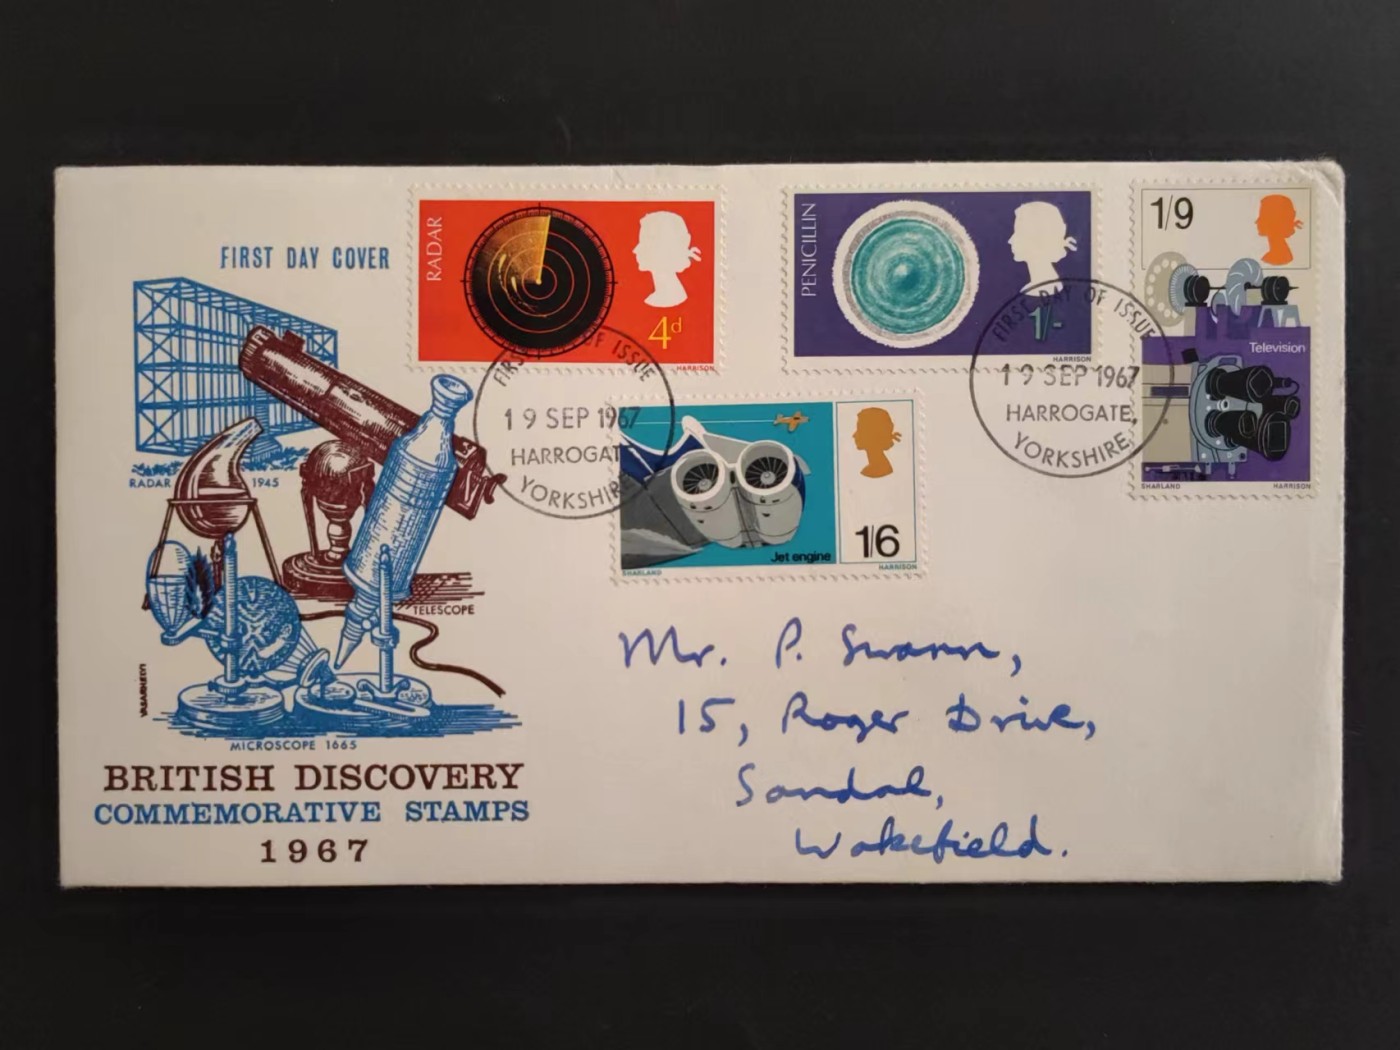 FIRST DAY COVER
RADAR
4d
HARRISON
PENICILLIN
1/-
HARRISON
1/9
Television
SHARLAND HARRISON
FIRST DAY OF ISSUE
19 SEP 1967
HARROGAT
YORKSHIRE
FIRST DAY OF ISSUE
19 SEP 1967
HARROGATE,
YORKSHIRE.
Jet engine
1/6
SHARLAND HARRISON
RADAR 1945
TELESCOPE
MICROSCOPE 1665
BRITISH DISCOVERY
COMMEMORATIVE STAMPS
1967
Mr. P. Swann,
15, Roger Drive,
Sandal,
Wakefield.